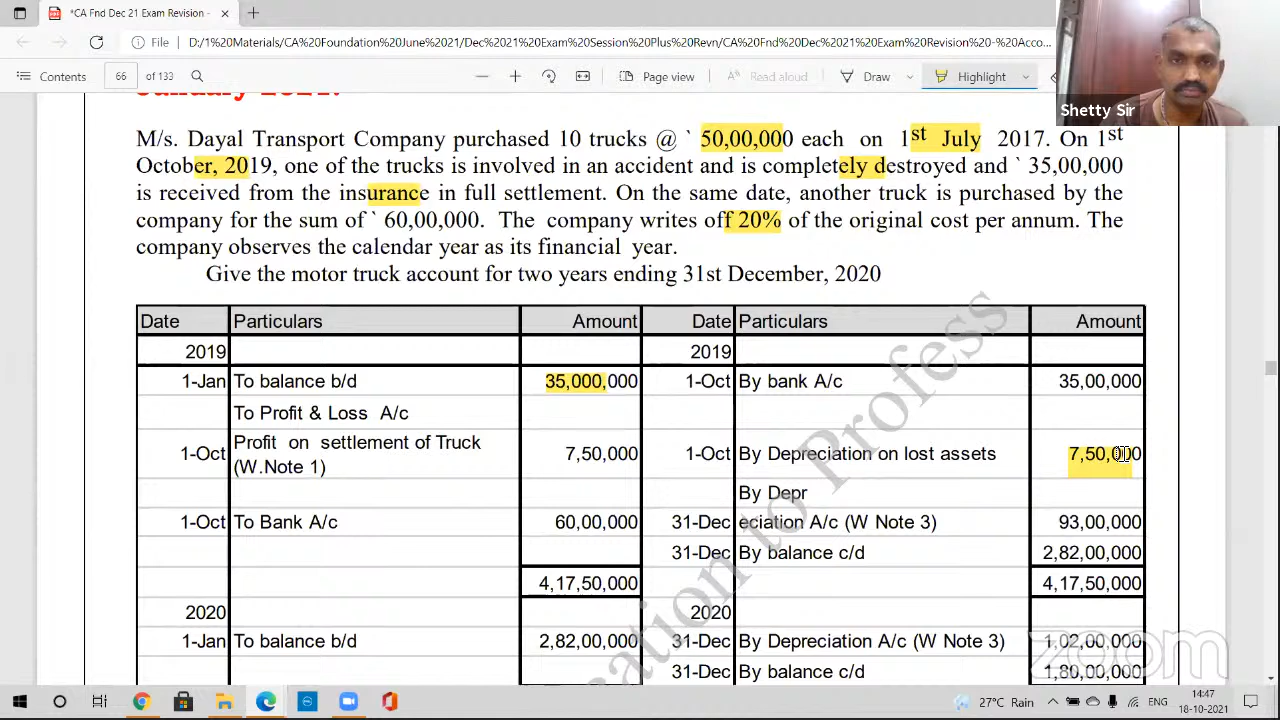 *CA Fnd Dec 21 Exam Revision -
File
D:/1%20Materials/CA%20Foundation%20June%2021/Dec%2021%20Exam%20Session%20Plus%20Revn/CA%20Fnd%20Dec%2021%20Exam%20Revision%20-%20Acco...
Contents 66 of 133 Page view Read aloud Draw Highlight
Shetty Sir
M/s. Dayal Transport Company purchased 10 trucks @ ` 50,00,000 each on 1st July 2017. On 1st
October, 2019, one of the trucks is involved in an accident and is completely destroyed and ` 35,00,000
is received from the insurance in full settlement. On the same date, another truck is purchased by the
company for the sum of ` 60,00,000. The company writes off 20% of the original cost per annum. The
company observes the calendar year as its financial year.
Give the motor truck account for two years ending 31st December, 2020
Date Particulars Amount Date Particulars Amount
2019 2019
1-Jan To balance b/d 35,000,000 1-Oct By bank A/c 35,00,000
To Profit & Loss A/c
1-Oct Profit on settlement of Truck (W.Note 1) 7,50,000 1-Oct By Depreciation on lost assets 7,50,000
By Depr
1-Oct To Bank A/c 60,00,000 31-Dec eciation A/c (W Note 3) 93,00,000
31-Dec By balance c/d 2,82,00,000
4,17,50,000 4,17,50,000
2020 2020
1-Jan To balance b/d 2,82,00,000 31-Dec By Depreciation A/c (W Note 3) 1,02,00,000
31-Dec By balance c/d 1,80,00,000
ication to Profess
zoom
27°C Rain ENG 14:47
18-10-2021